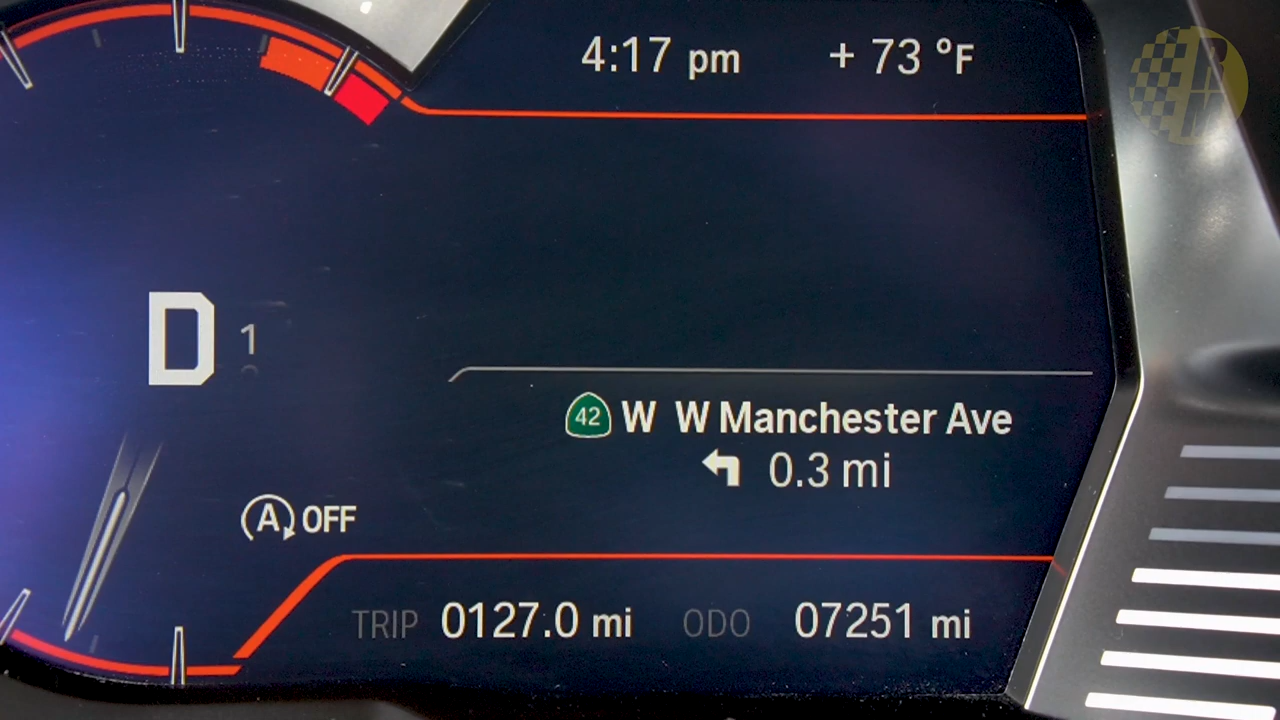 4:17 pm + 73 °F
D 1
42 W W Manchester Ave
0.3 mi
A OFF
TRIP 0127.0 mi ODO 07251 mi